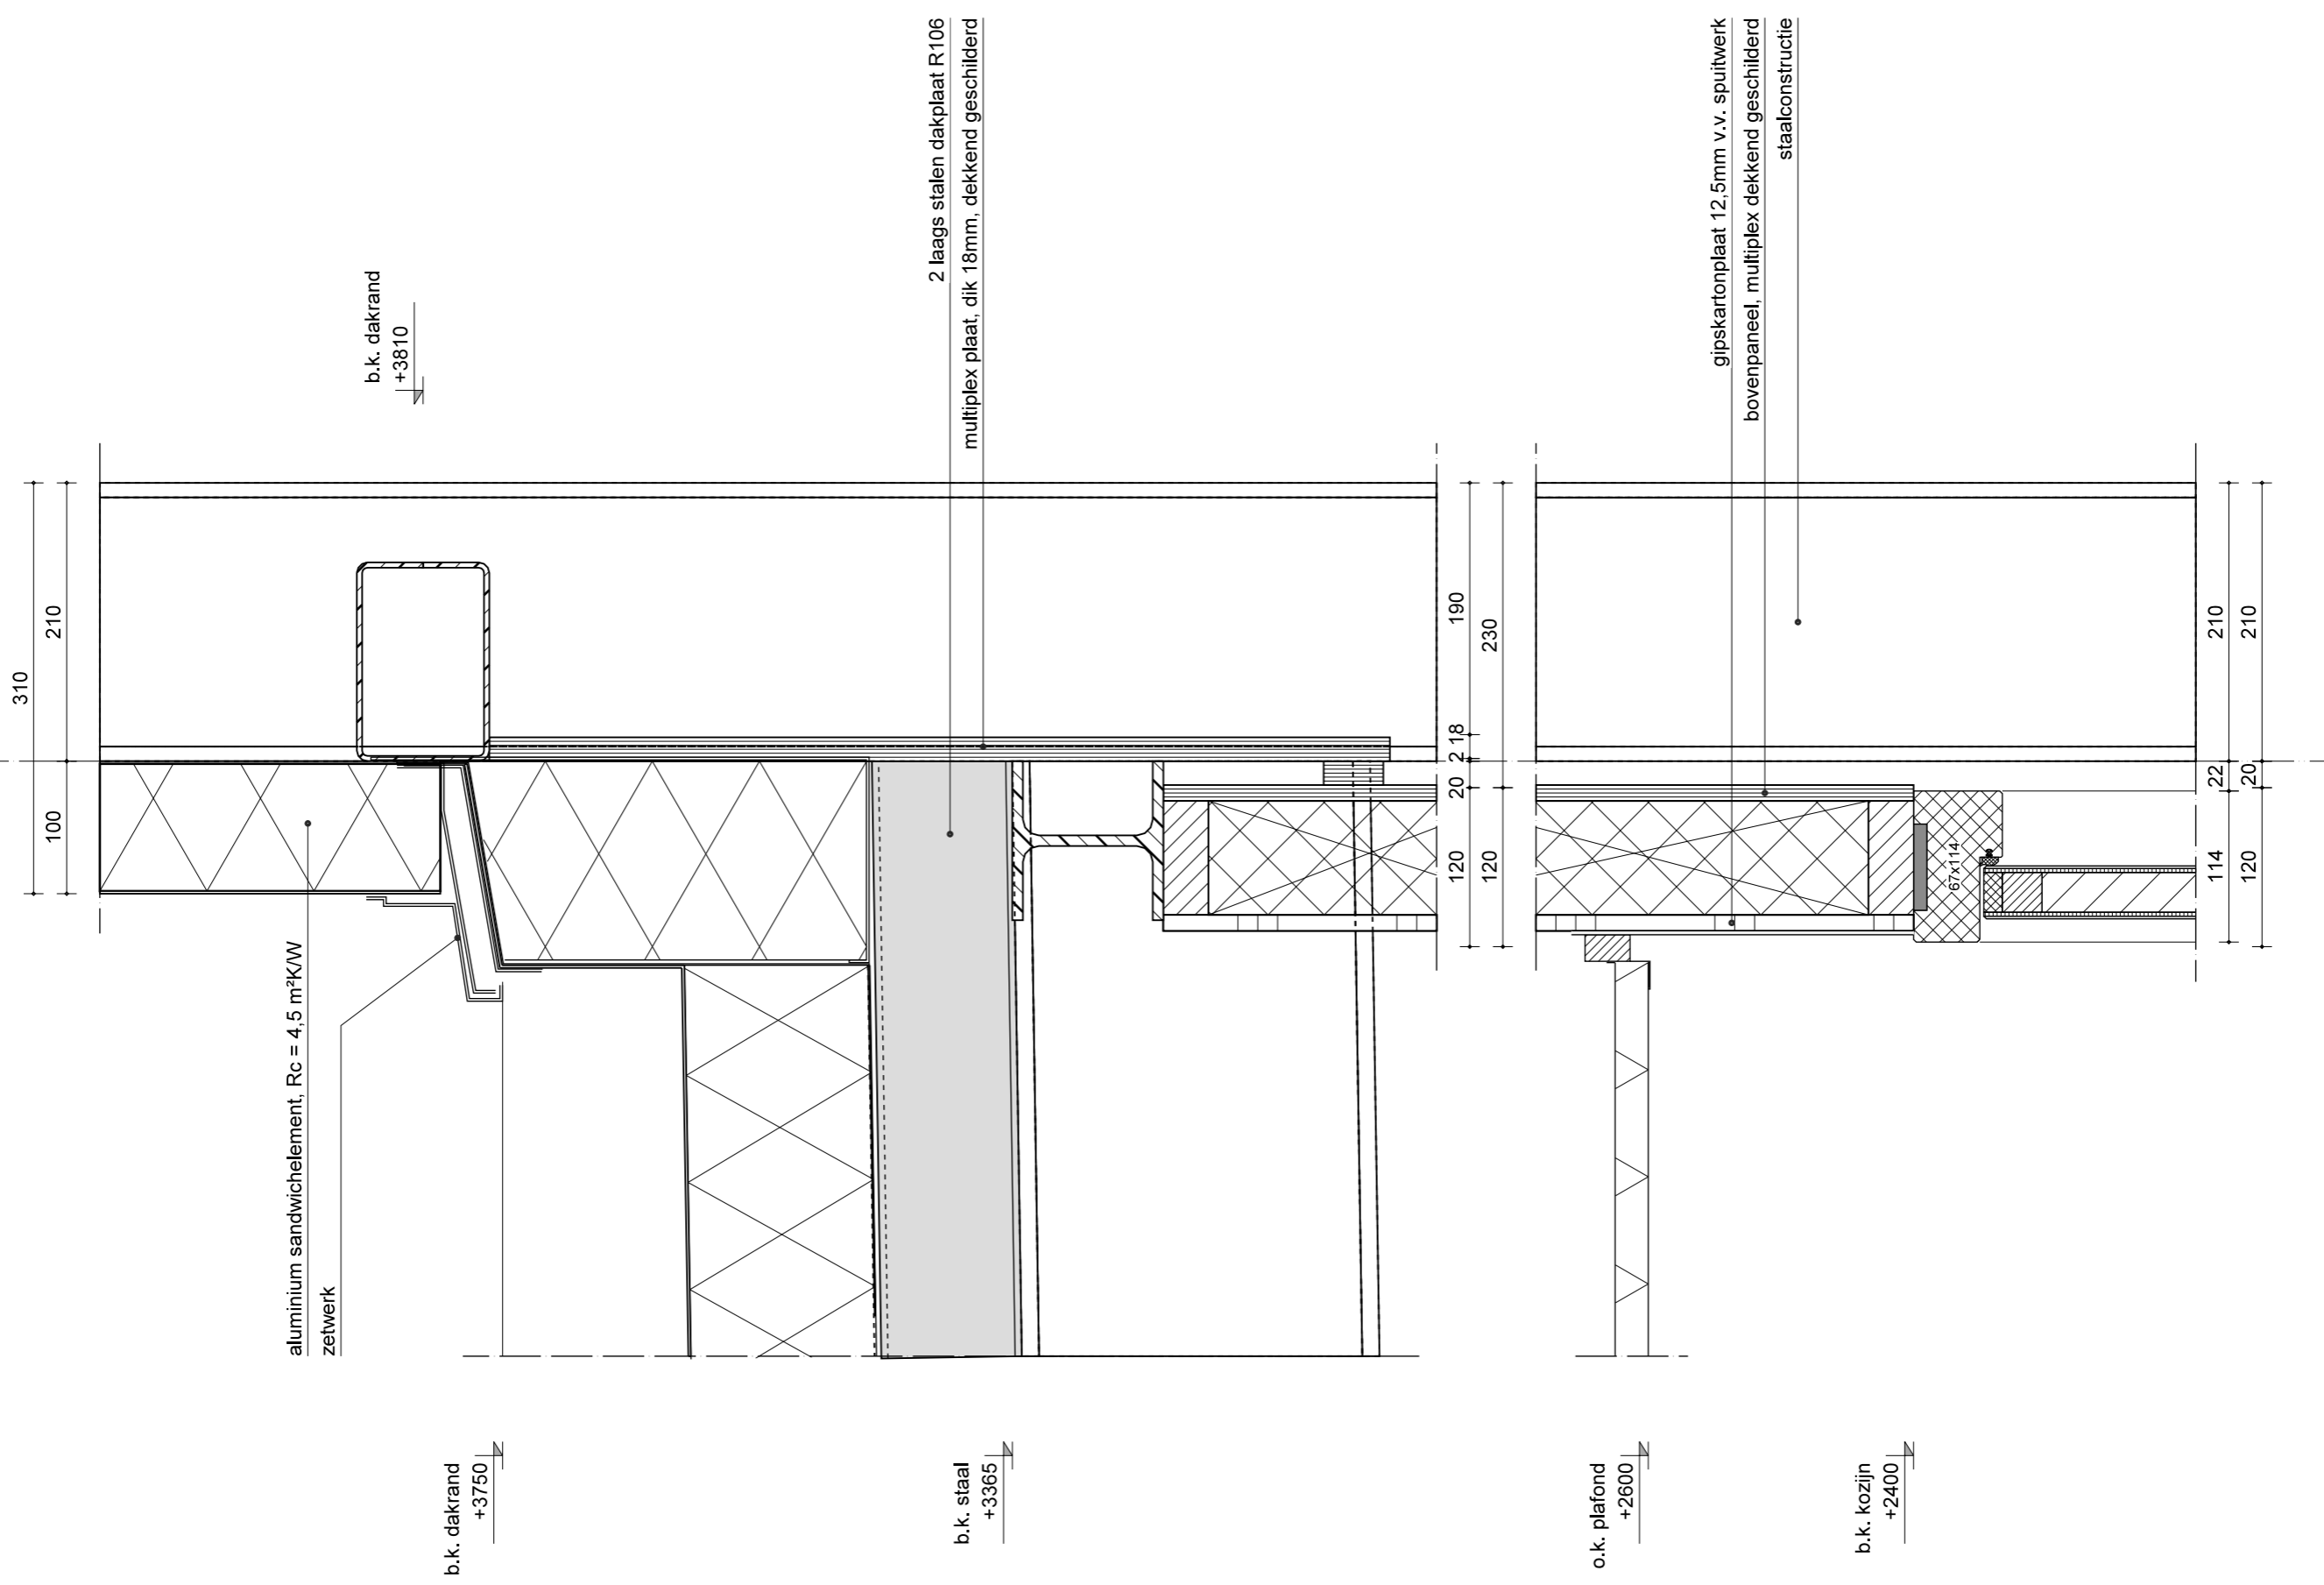 310
210
100
b.k. dakrand
+3810
aluminium sandwichelement, Rc = 4,5 m²K/W
zetwerk
2 laags stalen dakplaat R106
multiplex plaat, dik 18mm, dekkend geschilderd
190
18
2
20
120
230
120
gipskartonplaat 12,5mm v.v. spuitwerk
bovenpaneel, multiplex dekkend geschilderd
staalconstructie
67x114
210
22
114
210
20
120
b.k. dakrand
+3750
b.k. staal
+3365
o.k. plafond
+2600
b.k. kozijn
+2400